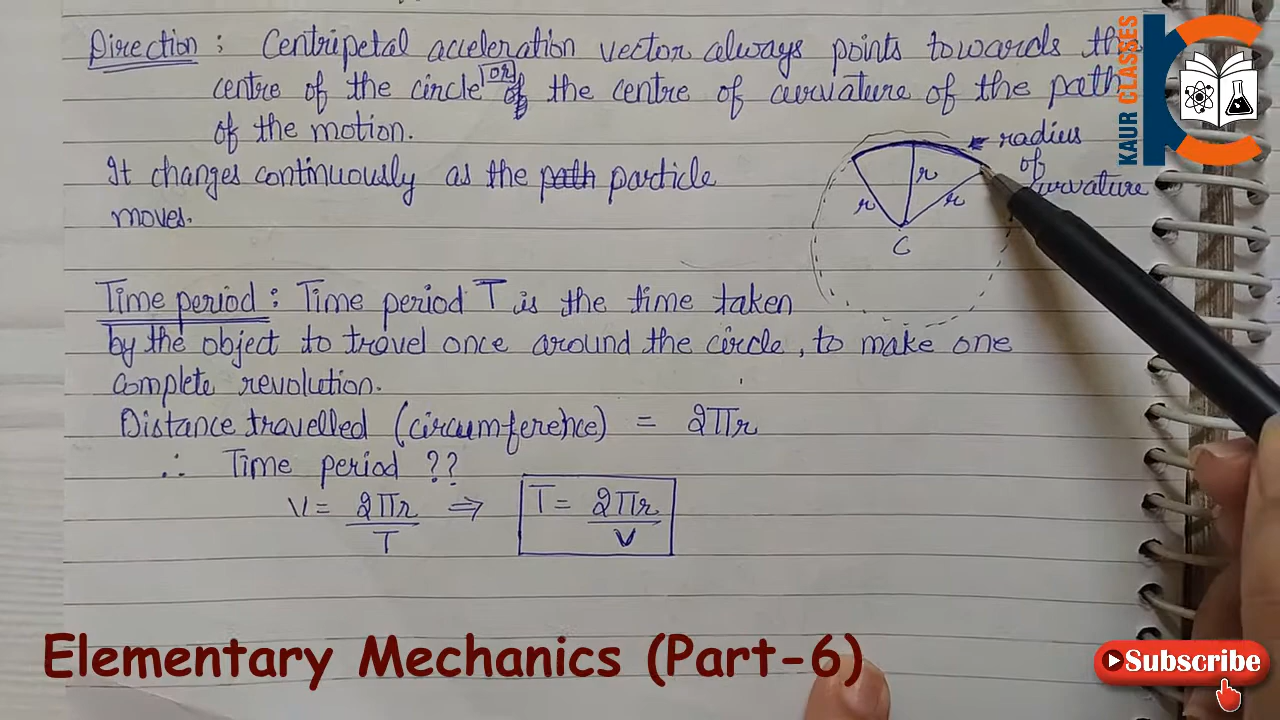 Direction : Centripetal acceleration vector always points towards the
centre of the circle or the centre of curvature of the path
of the motion.
It changes continuously as the path particle
moves.
radius
of
curvature
r
r
r
C
Time period : Time period T is the time taken
by the object to travel once around the circle, to make one
complete revolution.
Distance travelled (circumference) = 2πr
∴ Time period ??
V = 2πr/T ⇒ T = 2πr/V
Elementary Mechanics (Part-6)
KAUR CLASSES
Subscribe